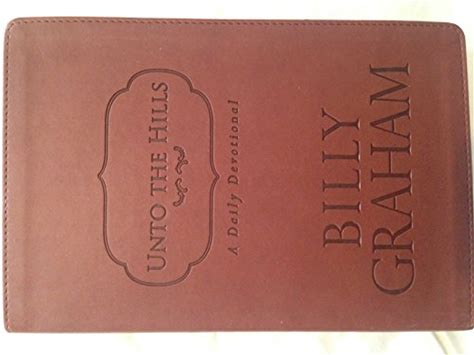 UNTO THE HILLS
A Daily Devotional
BILLY
GRAHAM